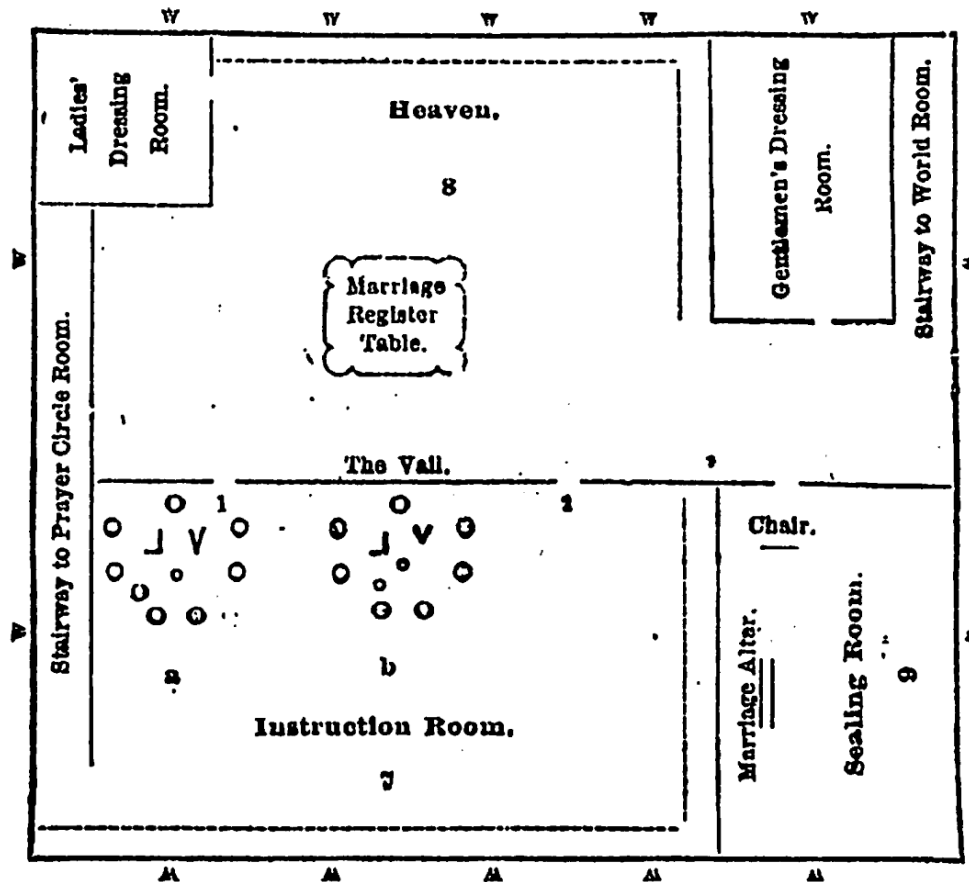 W W W W W
Ladies'
Dressing
Room.
Heaven.
8
Gentlemen's Dressing
Room.
Stairway to World Room.
W
Marriage
Register
Table.
Stairway to Prayer Circle Room.
The Vail.
1
2
V
V
Chair.
W
a
b
Marriage Altar.
Sealing Room.
9
Instruction Room.
7
W W W W W